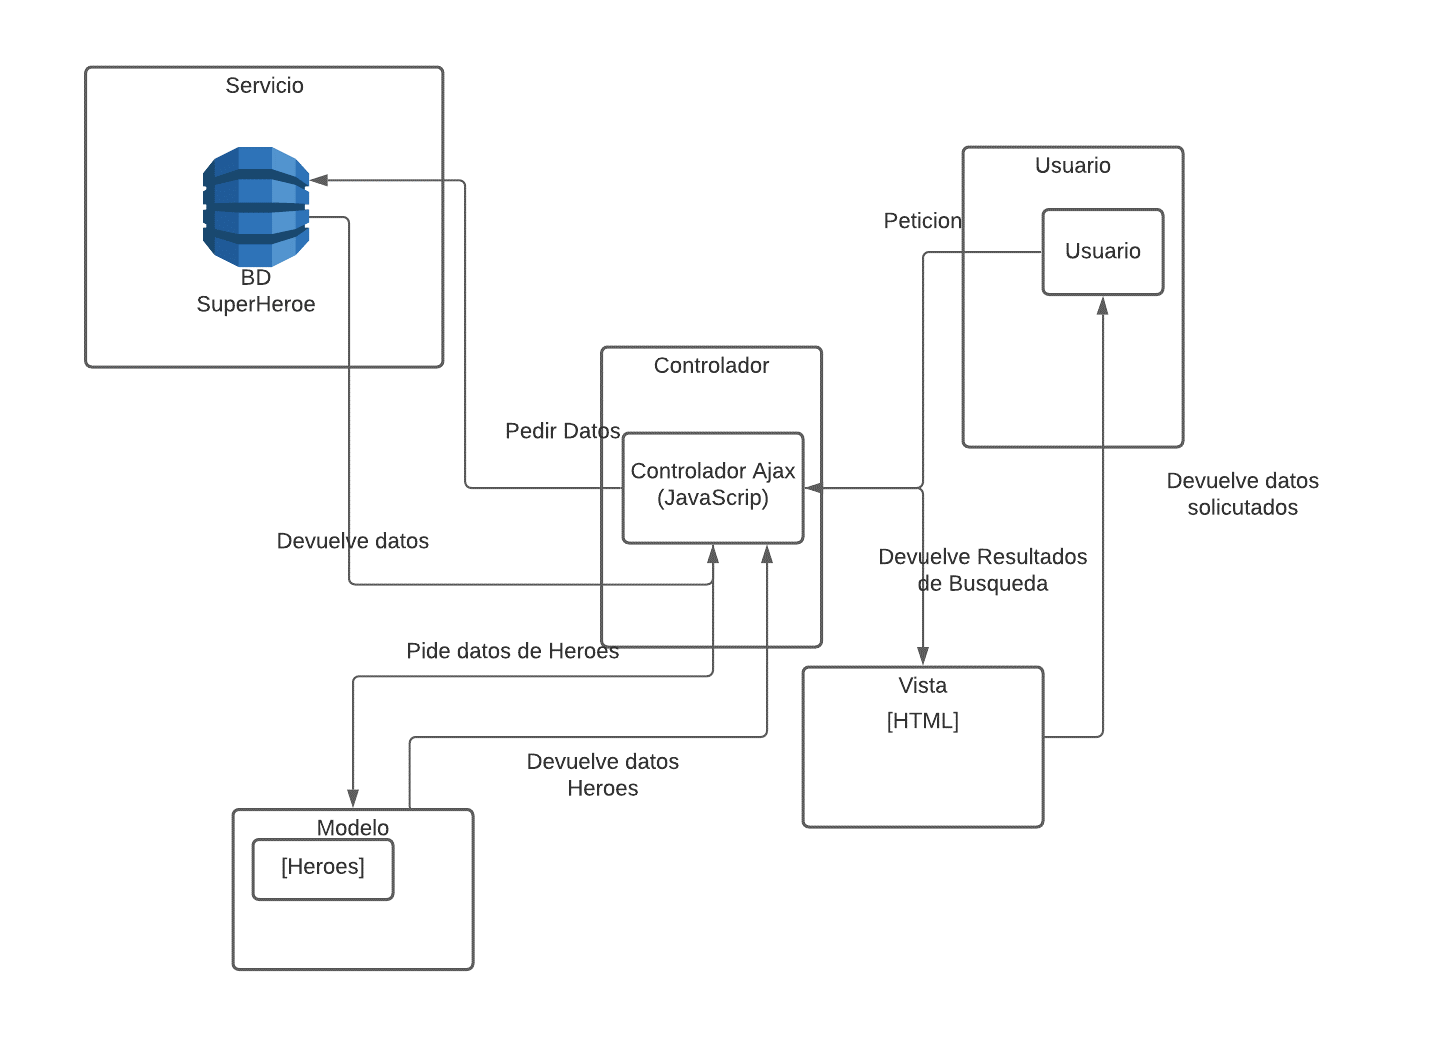 Servicio
BD
SuperHeroe
Usuario
Peticion
Usuario
Controlador
Pedir Datos
Controlador Ajax
(JavaScrip)
Devuelve datos
solicutados
Devuelve datos
Devuelve Resultados
de Busqueda
Pide datos de Heroes
Vista
[HTML]
Devuelve datos
Heroes
Modelo
[Heroes]